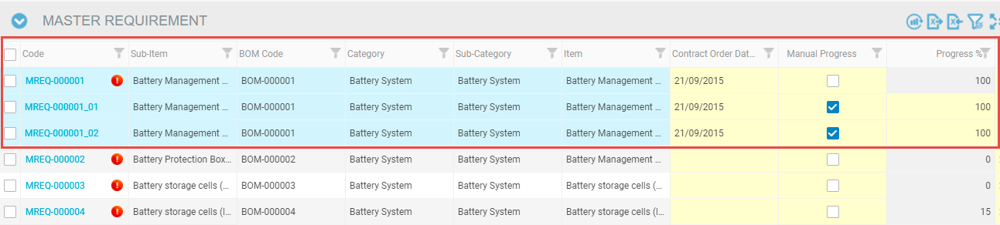 MASTER REQUIREMENT
Code Sub-Item BOM Code Category Sub-Category Item Contract Order Dat... Manual Progress Progress %
MREQ-000001 Battery Management ... BOM-000001 Battery System Battery System Battery Management ... 21/09/2015 100
MREQ-000001_01 Battery Management ... BOM-000001 Battery System Battery System Battery Management ... 21/09/2015 100
MREQ-000001_02 Battery Management ... BOM-000001 Battery System Battery System Battery Management ... 21/09/2015 100
MREQ-000002 Battery Protection Box... BOM-000002 Battery System Battery System Battery Management ... 0
MREQ-000003 Battery storage cells (... BOM-000003 Battery System Battery System Battery storage cells (... 0
MREQ-000004 Battery storage cells (l... BOM-000004 Battery System Battery System Battery storage cells (... 15